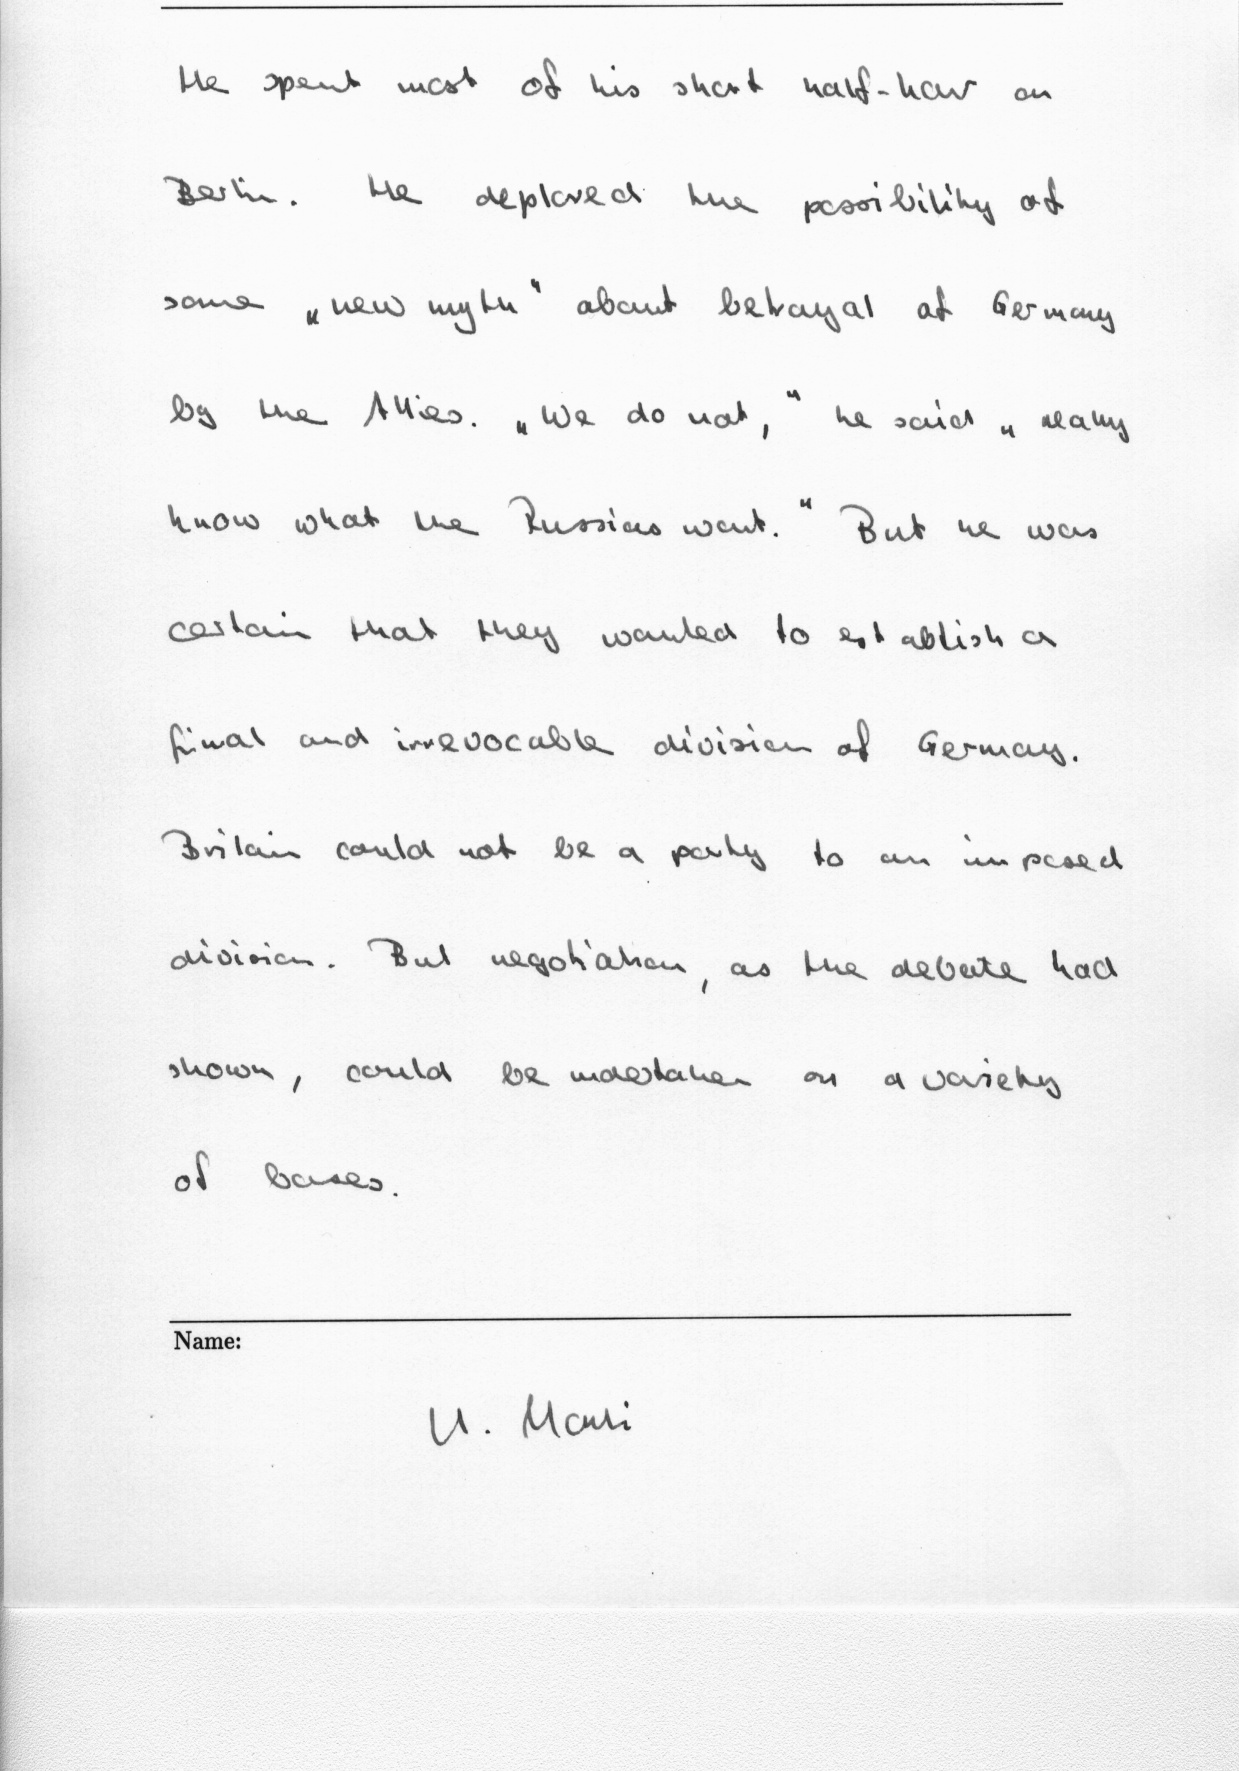 He spent most of his short half-hour on
Berlin. He deplored the possibility of
some „new myth" about betrayal of Germany
by the Allies. „We do not," he said „really
know what the Russias want." But he was
certain that they wanted to establish a
final and irrevocable division of Germany.
Britain could not be a party to an imposed
division. But negotiation, as the debate had
shown, could be undertaken on a variety
of bases.
Name:
U. Marti